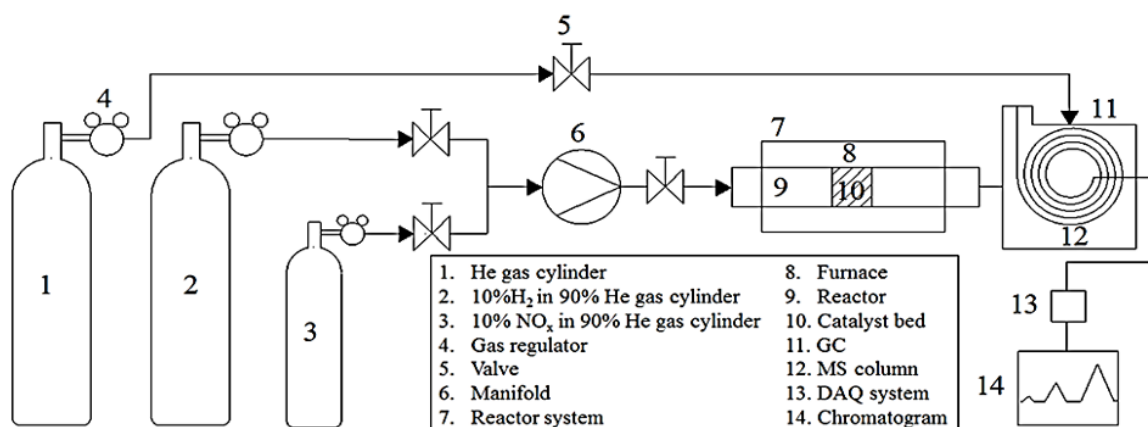 5
4
11
6
7
8
9
10
12
1
2
3
13
14
1. He gas cylinder
2. 10%H₂ in 90% He gas cylinder
3. 10% NOₓ in 90% He gas cylinder
4. Gas regulator
5. Valve
6. Manifold
7. Reactor system
8. Furnace
9. Reactor
10. Catalyst bed
11. GC
12. MS column
13. DAQ system
14. Chromatogram